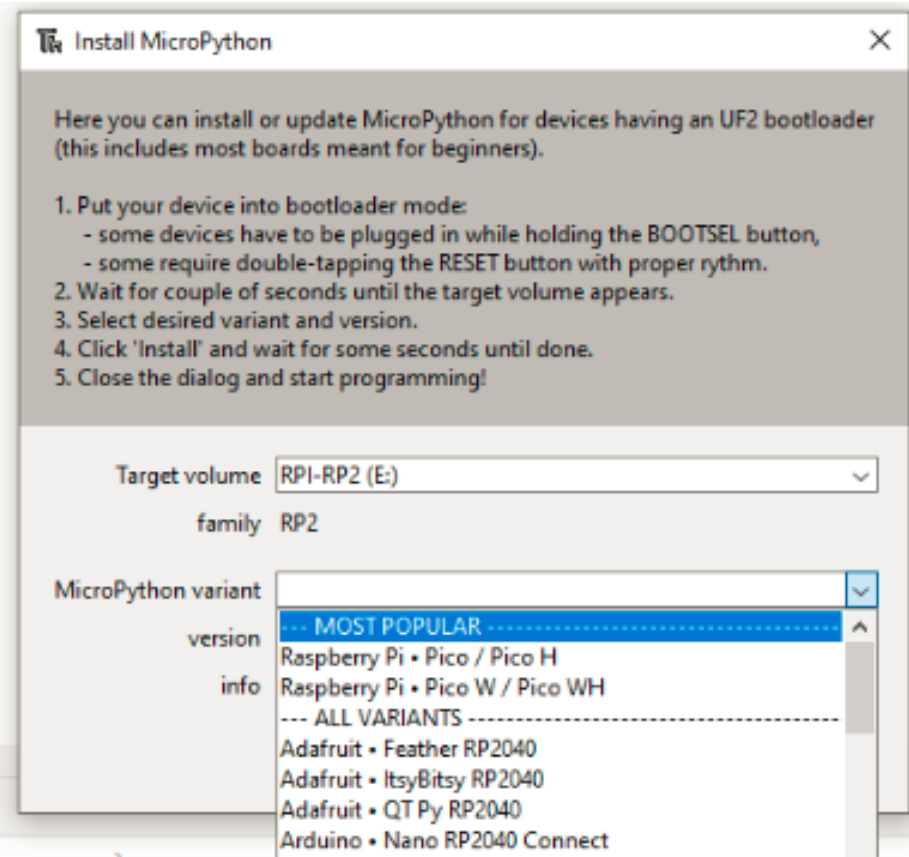 Install MicroPython
Here you can install or update MicroPython for devices having an UF2 bootloader
(this includes most boards meant for beginners).
1. Put your device into bootloader mode:
- some devices have to be plugged in while holding the BOOTSEL button,
- some require double-tapping the RESET button with proper rythm.
2. Wait for couple of seconds until the target volume appears.
3. Select desired variant and version.
4. Click 'Install' and wait for some seconds until done.
5. Close the dialog and start programming!
Target volume RPI-RP2 (E:)
family RP2
MicroPython variant
--- MOST POPULAR -------------------------------------
version
Raspberry Pi • Pico / Pico H
info Raspberry Pi • Pico W / Pico WH
--- ALL VARIANTS --------------------------------------
Adafruit • Feather RP2040
Adafruit • ItsyBitsy RP2040
Adafruit • QT Py RP2040
Arduino • Nano RP2040 Connect